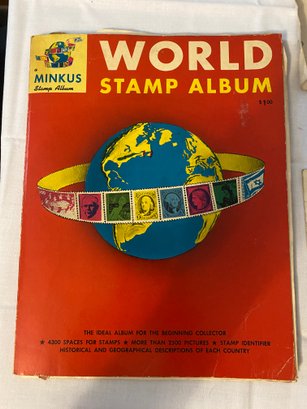 WORLD
STAMP ALBUM
$1.00
A
MINKUS
Stamp Album
THE IDEAL ALBUM FOR THE BEGINNING COLLECTOR
★ 4300 SPACES FOR STAMPS ★ MORE THAN 2500 PICTURES ★ STAMP IDENTIFIER
HISTORICAL AND GEOGRAPHICAL DESCRIPTIONS OF EACH COUNTRY